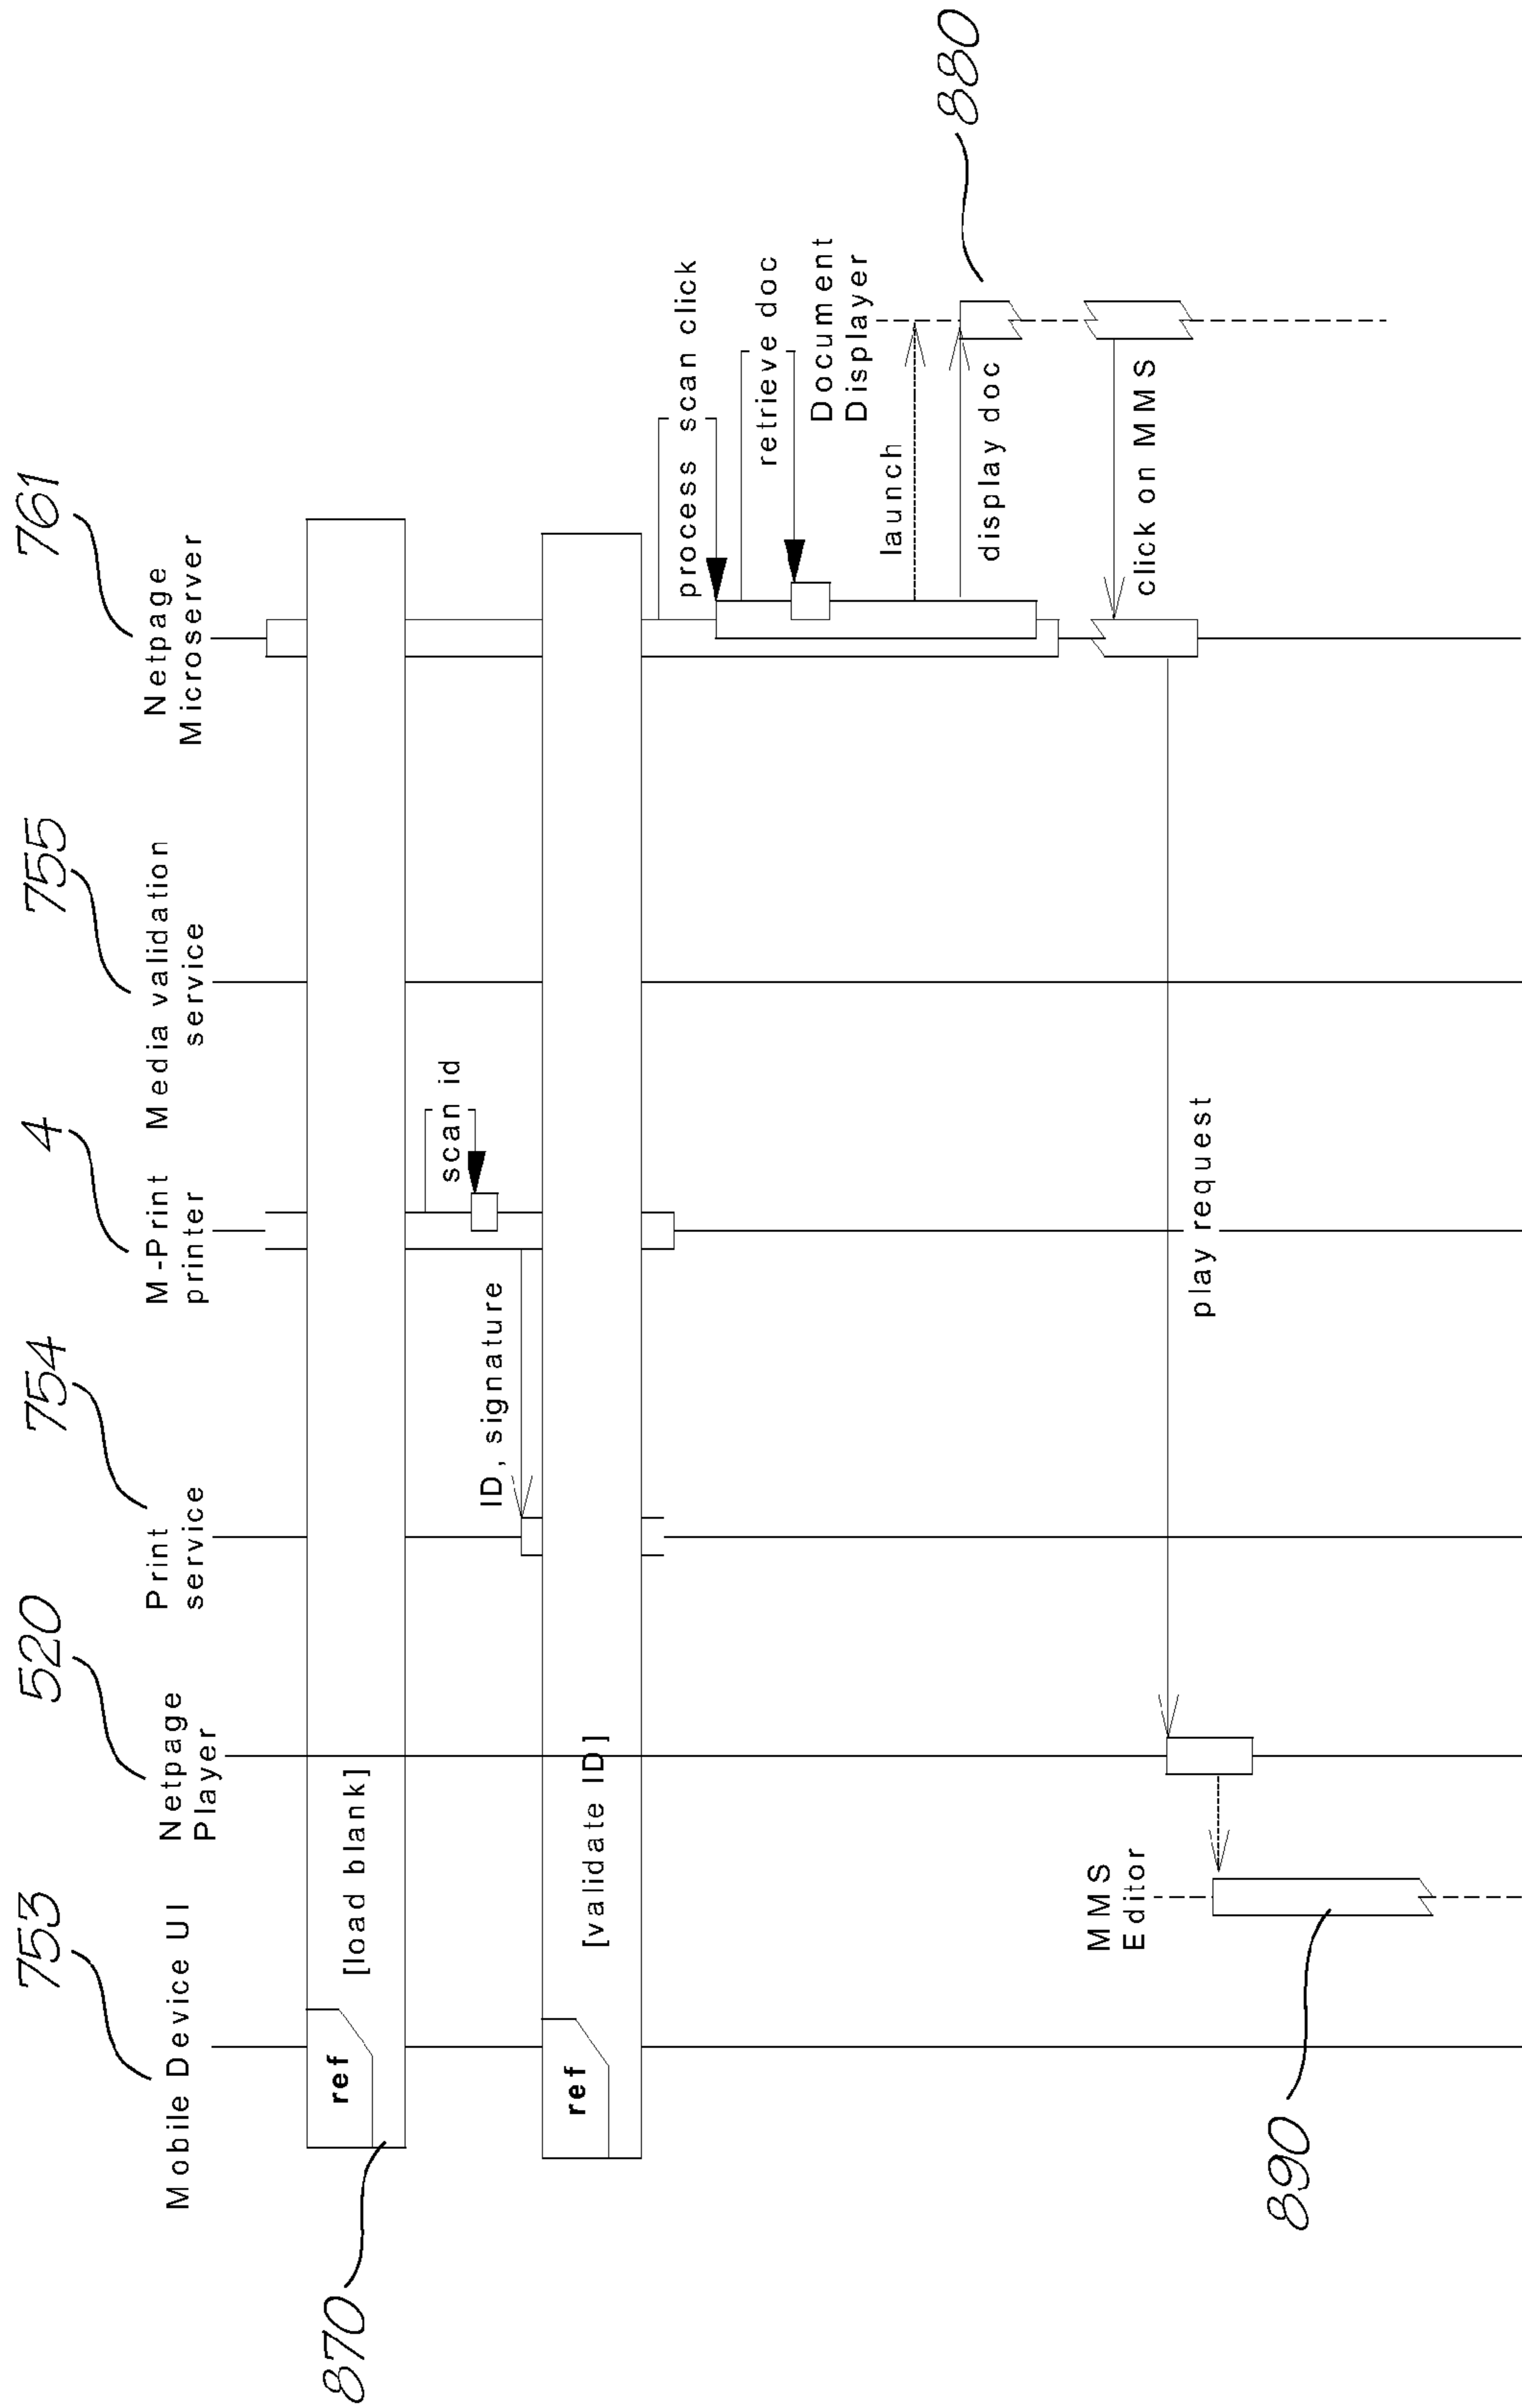 753
520
754
4
755
761
Mobile Device UI
Netpage
Player
Print
service
M-Print
printer
Media validation
service
Netpage
Microserver
870
ref
[load blank]
scan id
ID, signature
ref
[validate ID]
process scan click
retrieve doc
Document
Displayer
launch
display doc
880
click on MMS
play request
MMS
Editor
890